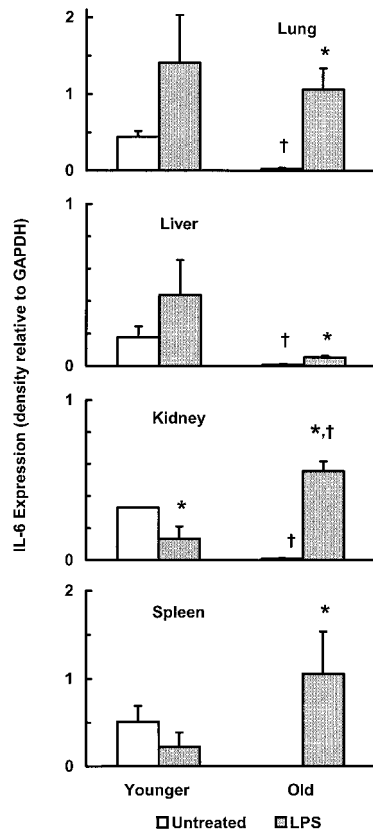 IL-6 Expression (density relative to GAPDH)
2
Lung
*
1
†
0
1
Liver
†
*
0
1
Kidney
*,†
*
†
0
2
Spleen
*
1
0
Younger
Old
Untreated
LPS